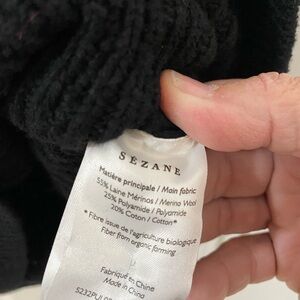 SÉZANE
Matière principale / Main fabric:
55% Laine Mérinos / Merino Wool
25% Polyamide / Polyamide
20% Coton / Cotton*
*Fibre issue de l'agriculture biologique
Fiber from organic farming
Fabriqué en Chine
Made in China